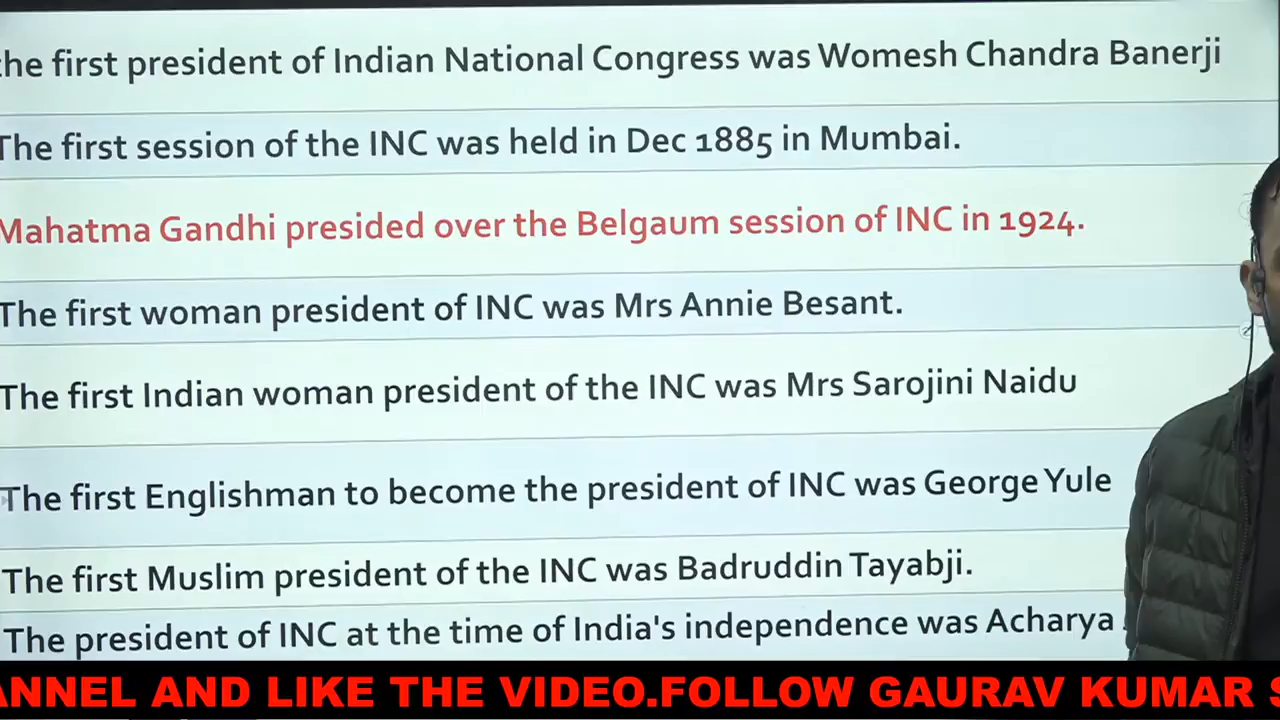 the first president of Indian National Congress was Womesh Chandra Banerji
The first session of the INC was held in Dec 1885 in Mumbai.
Mahatma Gandhi presided over the Belgaum session of INC in 1924.
The first woman president of INC was Mrs Annie Besant.
The first Indian woman president of the INC was Mrs Sarojini Naidu
The first Englishman to become the president of INC was George Yule
The first Muslim president of the INC was Badruddin Tayabji.
The president of INC at the time of India's independence was Acharya
ANNEL AND LIKE THE VIDEO.FOLLOW GAURAV KUMAR S